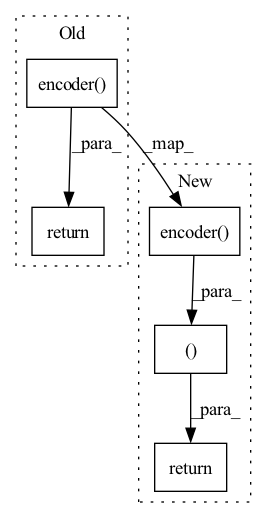 Old
encoder()
_para_
_map_
New
return
encoder()
_para_
()
_para_
return